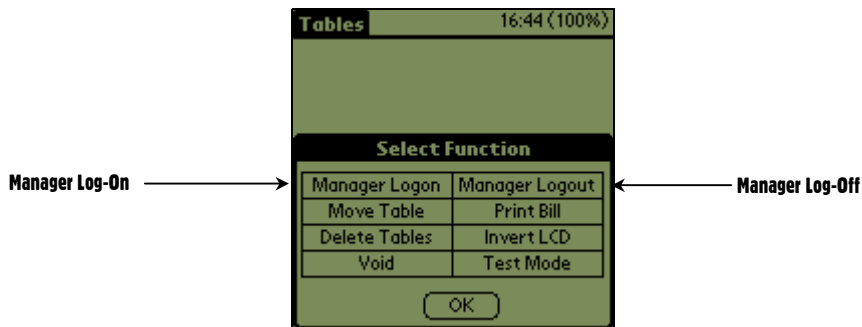 Tables 16:44 (100%)
Select Function
Manager Log-On Manager Logon Manager Logout Manager Log-Off
Move Table Print Bill
Delete Tables Invert LCD
Void Test Mode
OK